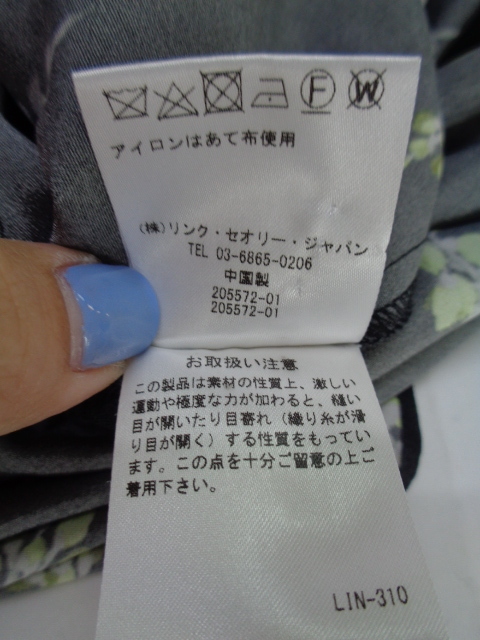 F W
アイロンはあて布使用
(株)リンク・セオリー・ジャパン
TEL 03-6865-0206
中国製
205572-01
205572-01
お取扱い注意
この製品は素材の性質上、激しい
運動や極度な力が加わると、縫い
目が開いたり目寄れ(織り糸が滑
り目が開く)する性質をもってい
ます。この点を十分ご留意の上ご
着用下さい。
LIN-310